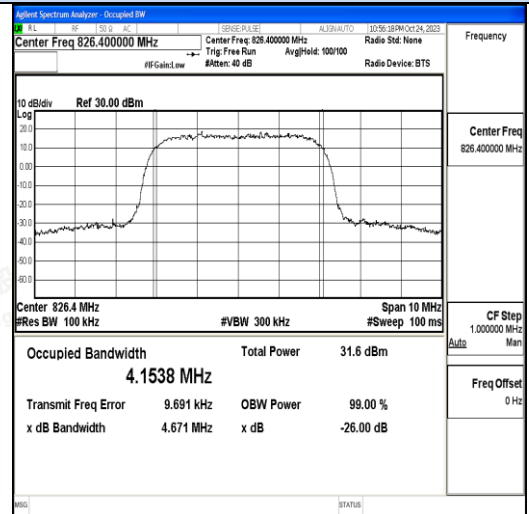 Agilent Spectrum Analyzer - Occupied BW
RL RF 50 Ω AC SENSE:PULSE ALIGNAUTO 10:56:18 PM Oct 24, 2023
Center Freq 826.400000 MHz
Center Freq: 826.400000 MHz
Radio Std: None
Trig: Free Run Avg|Hold: 100/100
#IFGain:Low #Atten: 40 dB Radio Device: BTS
10 dB/div Ref 30.00 dBm
Log
20.0
10.0
0.00
-10.0
-20.0
-30.0
-40.0
-50.0
-60.0
Center 826.4 MHz Span 10 MHz
#Res BW 100 kHz #VBW 300 kHz #Sweep 100 ms
Occupied Bandwidth Total Power 31.6 dBm
4.1538 MHz
Transmit Freq Error 9.691 kHz OBW Power 99.00 %
x dB Bandwidth 4.671 MHz x dB -26.00 dB
MSG STATUS
Frequency
Center Freq
826.400000 MHz
CF Step
1.000000 MHz
Auto Man
Freq Offset
0 Hz